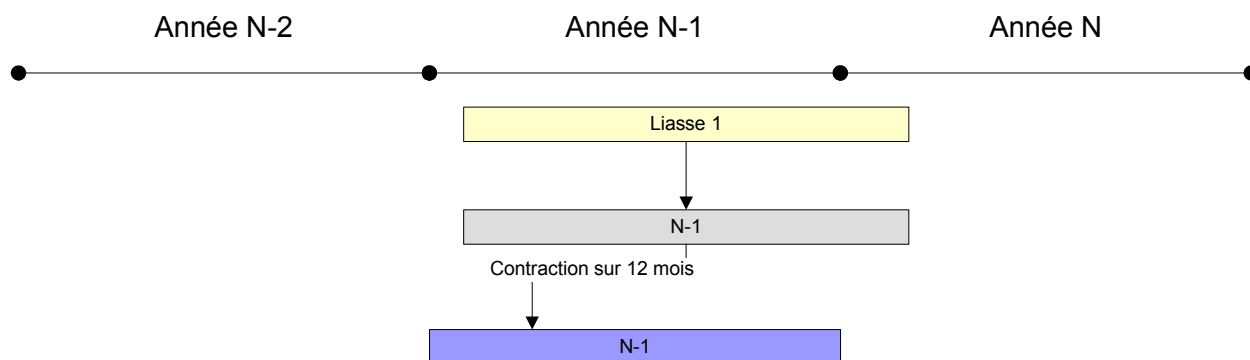 Année N-2
Année N-1
Année N
Liasse 1
N-1
Contraction sur 12 mois
N-1